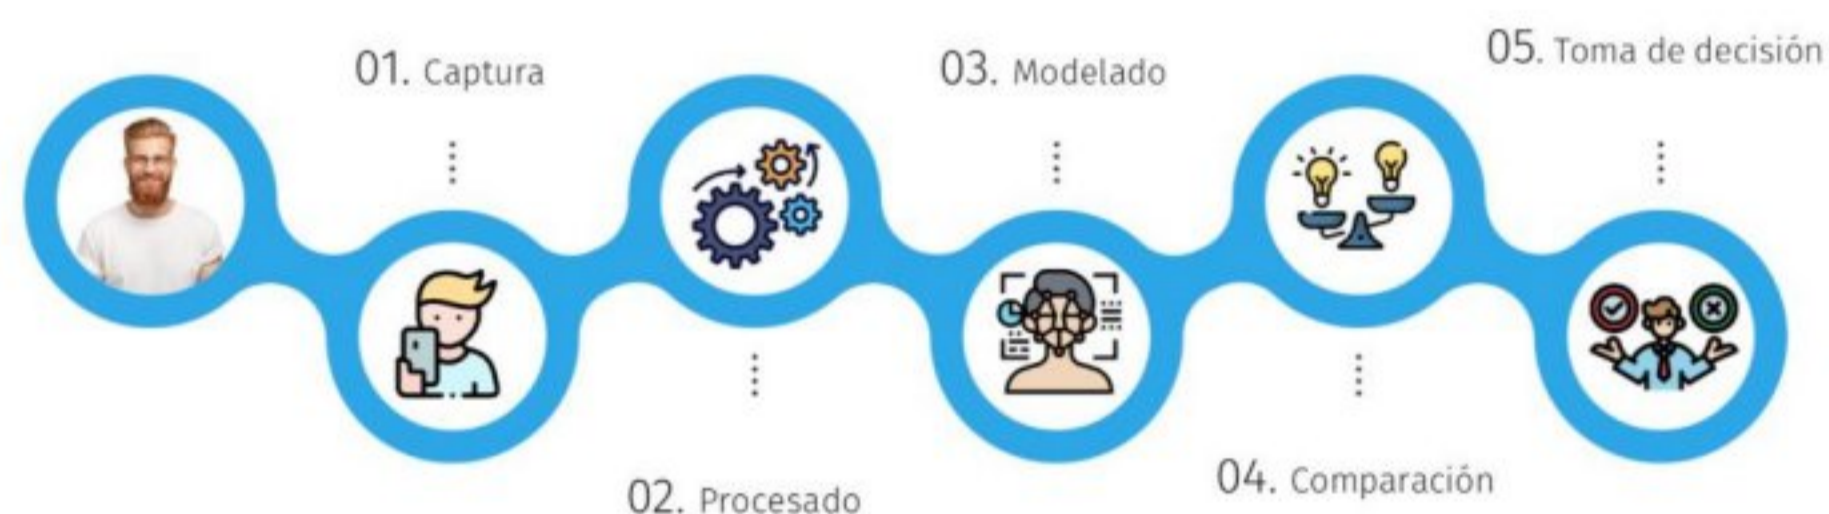 01. Captura
02. Procesado
03. Modelado
04. Comparación
05. Toma de decisión